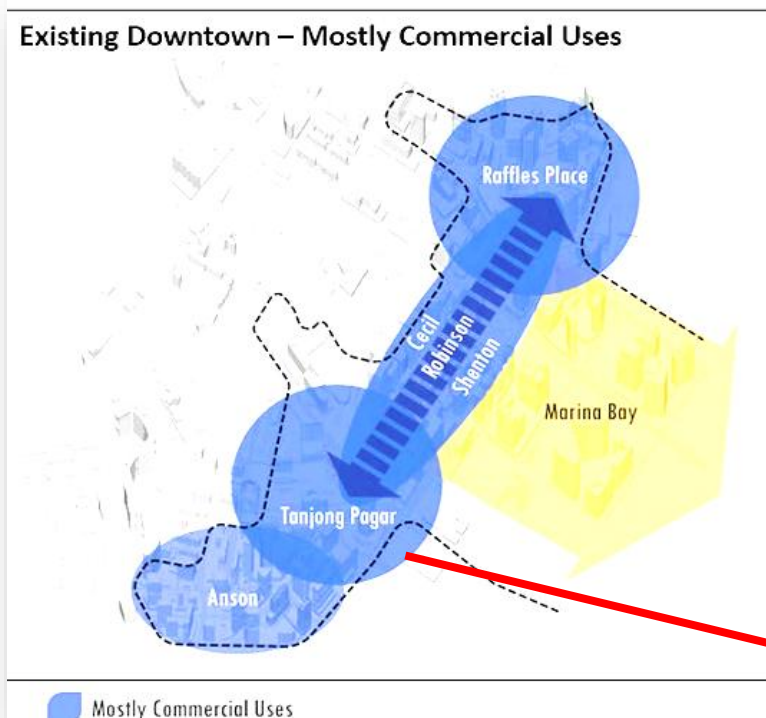 Existing Downtown – Mostly Commercial Uses
Raffles Place
Cecil
Robinson
Shenton
Marina Bay
Tanjong Pagar
Anson
Mostly Commercial Uses